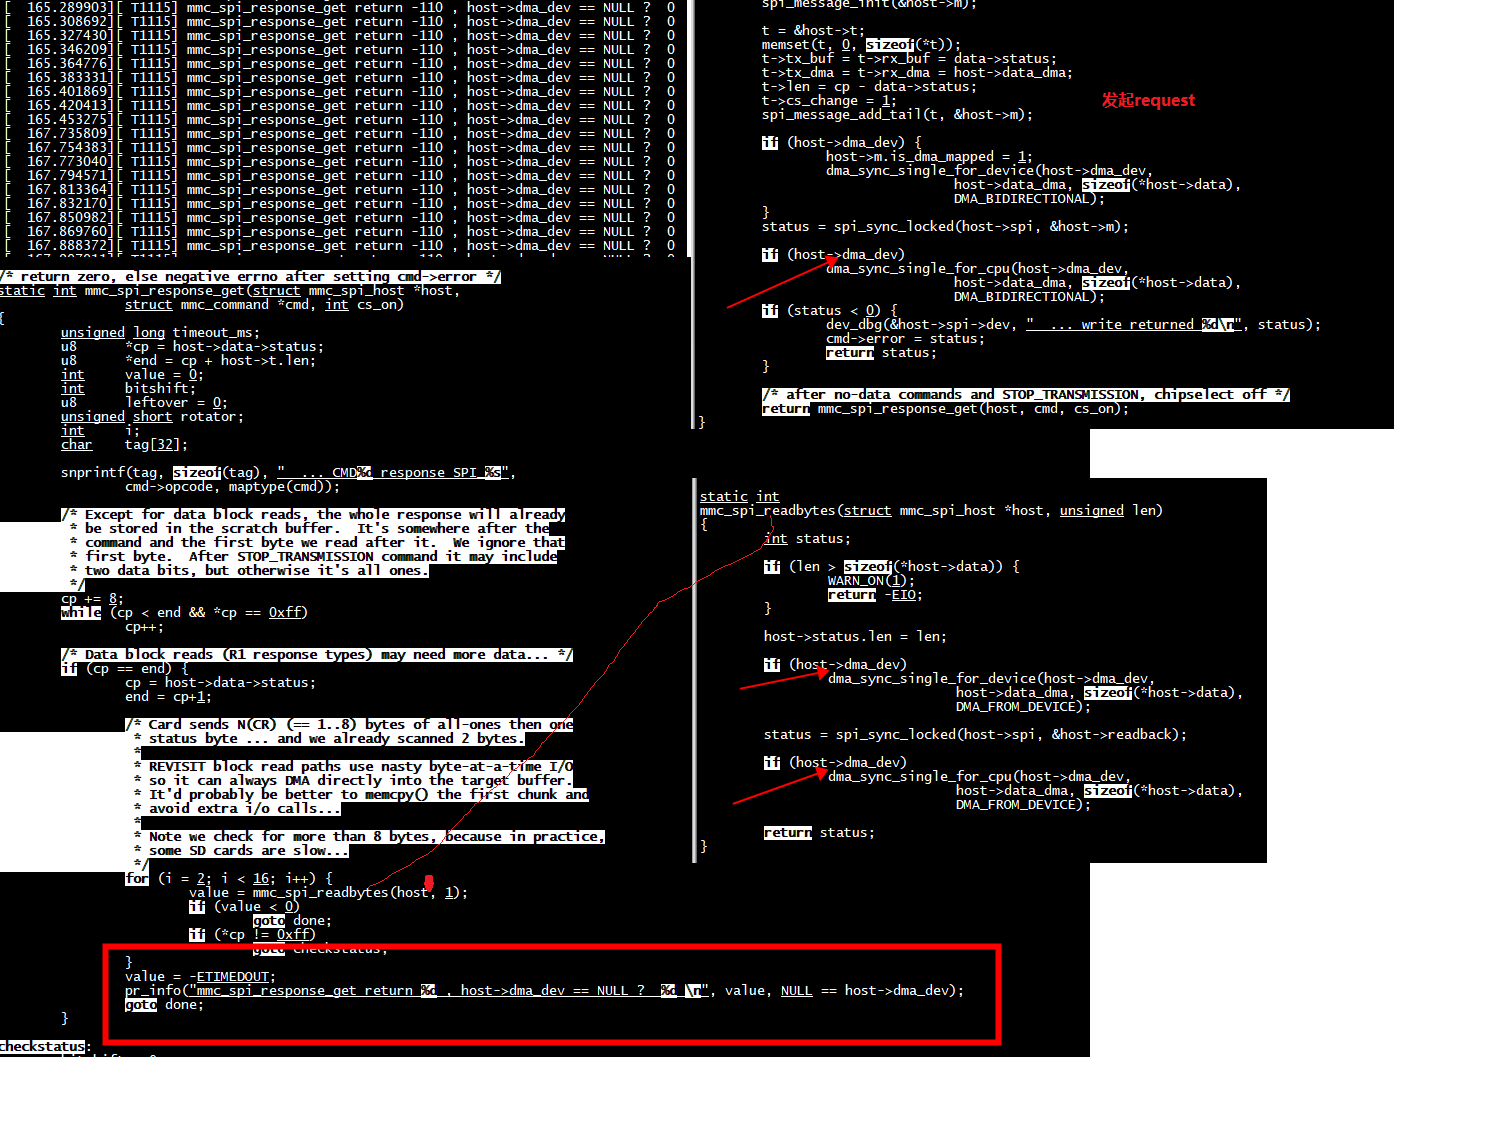 [  165.289903][ T1115] mmc_spi_response_get return -110 , host->dma_dev == NULL ?  0
[  165.308692][ T1115] mmc_spi_response_get return -110 , host->dma_dev == NULL ?  0
[  165.327430][ T1115] mmc_spi_response_get return -110 , host->dma_dev == NULL ?  0
[  165.346209][ T1115] mmc_spi_response_get return -110 , host->dma_dev == NULL ?  0
[  165.364776][ T1115] mmc_spi_response_get return -110 , host->dma_dev == NULL ?  0
[  165.383331][ T1115] mmc_spi_response_get return -110 , host->dma_dev == NULL ?  0
[  165.401869][ T1115] mmc_spi_response_get return -110 , host->dma_dev == NULL ?  0
[  165.420413][ T1115] mmc_spi_response_get return -110 , host->dma_dev == NULL ?  0
[  165.453275][ T1115] mmc_spi_response_get return -110 , host->dma_dev == NULL ?  0
[  167.735809][ T1115] mmc_spi_response_get return -110 , host->dma_dev == NULL ?  0
[  167.754383][ T1115] mmc_spi_response_get return -110 , host->dma_dev == NULL ?  0
[  167.773040][ T1115] mmc_spi_response_get return -110 , host->dma_dev == NULL ?  0
[  167.794571][ T1115] mmc_spi_response_get return -110 , host->dma_dev == NULL ?  0
[  167.813364][ T1115] mmc_spi_response_get return -110 , host->dma_dev == NULL ?  0
[  167.832170][ T1115] mmc_spi_response_get return -110 , host->dma_dev == NULL ?  0
[  167.850982][ T1115] mmc_spi_response_get return -110 , host->dma_dev == NULL ?  0
[  167.869760][ T1115] mmc_spi_response_get return -110 , host->dma_dev == NULL ?  0
[  167.888372][ T1115] mmc_spi_response_get return -110 , host->dma_dev == NULL ?  0
/* return zero, else negative errno after setting cmd->error */
static int mmc_spi_response_get(struct mmc_spi_host *host,
struct mmc_command *cmd, int cs_on)
{
unsigned long timeout_ms;
u8      *cp = host->data->status;
u8      *end = cp + host->t.len;
int     value = 0;
int     bitshift;
u8      leftover = 0;
unsigned short rotator;
int     i;
char    tag[32];
snprintf(tag, sizeof(tag), "  ... CMD%d response SPI_%s",
cmd->opcode, maptype(cmd));
/* Except for data block reads, the whole response will already
* be stored in the scratch buffer.  It's somewhere after the
* command and the first byte we read after it.  We ignore that
* first byte.  After STOP_TRANSMISSION command it may include
* two data bits, but otherwise it's all ones.
*/
cp += 8;
while (cp < end && *cp == 0xff)
cp++;
/* Data block reads (R1 response types) may need more data... */
if (cp == end) {
cp = host->data->status;
end = cp+1;
/* Card sends N(CR) (== 1..8) bytes of all-ones then one
* status byte ... and we already scanned 2 bytes.
*
* REVISIT block read paths use nasty byte-at-a-time I/O
* so it can always DMA directly into the target buffer.
* It'd probably be better to memcpy() the first chunk and
* avoid extra i/o calls...
*
* Note we check for more than 8 bytes, because in practice,
* some SD cards are slow...
*/
for (i = 2; i < 16; i++) {
value = mmc_spi_readbytes(host, 1);
if (value < 0)
goto done;
if (*cp != 0xff)
goto checkstatus;
}
value = -ETIMEDOUT;
pr_info("mmc_spi_response_get return %d , host->dma_dev == NULL ?  %d \n", value, NULL == host->dma_dev);
goto done;
}
checkstatus:
spi_message_init(&host->m);
t = &host->t;
memset(t, 0, sizeof(*t));
t->tx_buf = t->rx_buf = data->status;
t->tx_dma = t->rx_dma = host->data_dma;
t->len = cp - data->status;
t->cs_change = 1;
发起request
spi_message_add_tail(t, &host->m);
if (host->dma_dev) {
host->m.is_dma_mapped = 1;
dma_sync_single_for_device(host->dma_dev,
host->data_dma, sizeof(*host->data),
DMA_BIDIRECTIONAL);
}
status = spi_sync_locked(host->spi, &host->m);
if (host->dma_dev)
dma_sync_single_for_cpu(host->dma_dev,
host->data_dma, sizeof(*host->data),
DMA_BIDIRECTIONAL);
if (status < 0) {
dev_dbg(&host->spi->dev, "  ... write returned %d\n", status);
cmd->error = status;
return status;
}
/* after no-data commands and STOP_TRANSMISSION, chipselect off */
return mmc_spi_response_get(host, cmd, cs_on);
}
static int
mmc_spi_readbytes(struct mmc_spi_host *host, unsigned len)
{
int status;
if (len > sizeof(*host->data)) {
WARN_ON(1);
return -EIO;
}
host->status.len = len;
if (host->dma_dev)
dma_sync_single_for_device(host->dma_dev,
host->data_dma, sizeof(*host->data),
DMA_FROM_DEVICE);
status = spi_sync_locked(host->spi, &host->readback);
if (host->dma_dev)
dma_sync_single_for_cpu(host->dma_dev,
host->data_dma, sizeof(*host->data),
DMA_FROM_DEVICE);
return status;
}